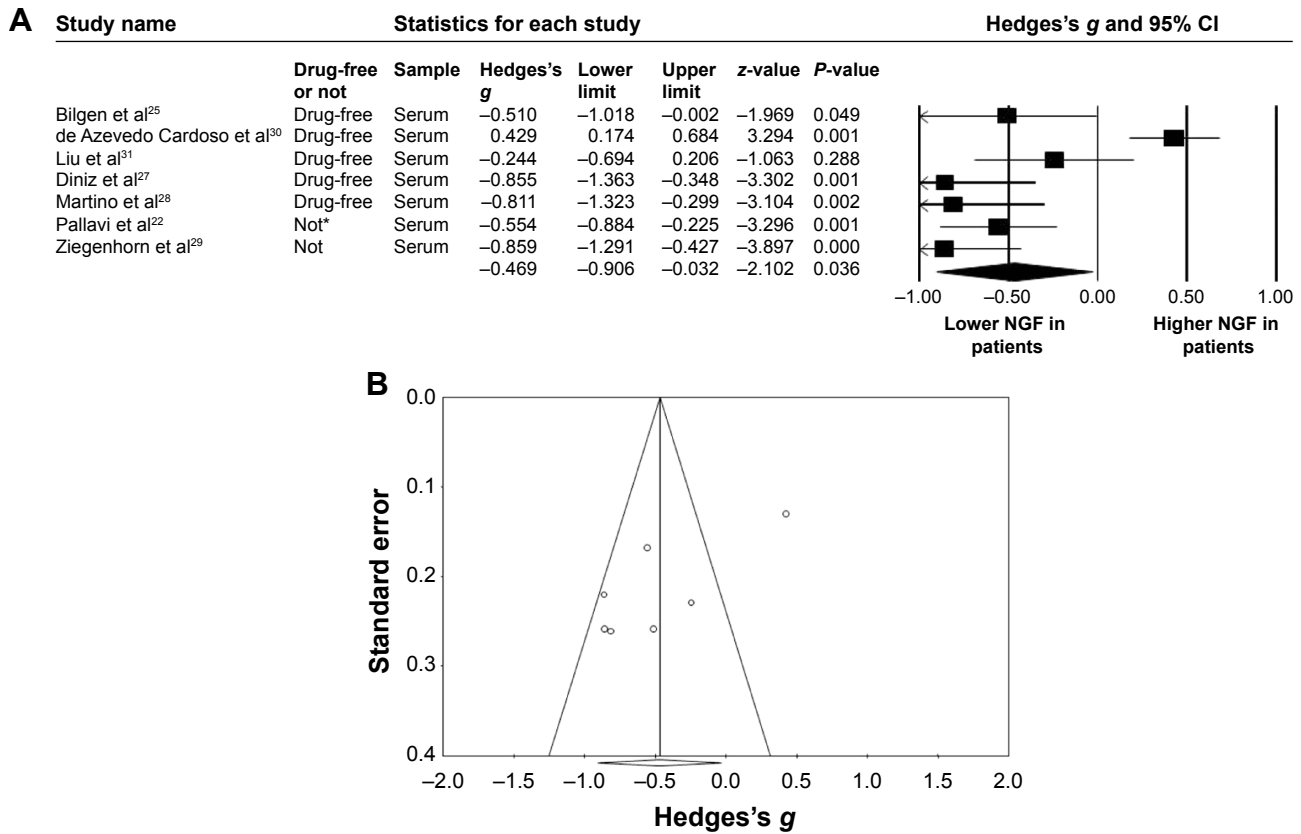 A Study name Statistics for each study Hedges's g and 95% CI
Drug-free Sample Hedges's Lower Upper z-value P-value
or not g limit limit
Bilgen et al25 Drug-free Serum –0.510 –1.018 –0.002 –1.969 0.049
de Azevedo Cardoso et al30 Drug-free Serum 0.429 0.174 0.684 3.294 0.001
Liu et al31 Drug-free Serum –0.244 –0.694 0.206 –1.063 0.288
Diniz et al27 Drug-free Serum –0.855 –1.363 –0.348 –3.302 0.001
Martino et al28 Drug-free Serum –0.811 –1.323 –0.299 –3.104 0.002
Pallavi et al22 Not* Serum –0.554 –0.884 –0.225 –3.296 0.001
Ziegenhorn et al29 Not Serum –0.859 –1.291 –0.427 –3.897 0.000
–0.469 –0.906 –0.032 –2.102 0.036
–1.00 –0.50 0.00 0.50 1.00
Lower NGF in Higher NGF in
patients patients
B
0.0
0.1
0.2
0.3
0.4
Standard error
–2.0 –1.5 –1.0 –0.5 0.0 0.5 1.0 1.5 2.0
Hedges's g